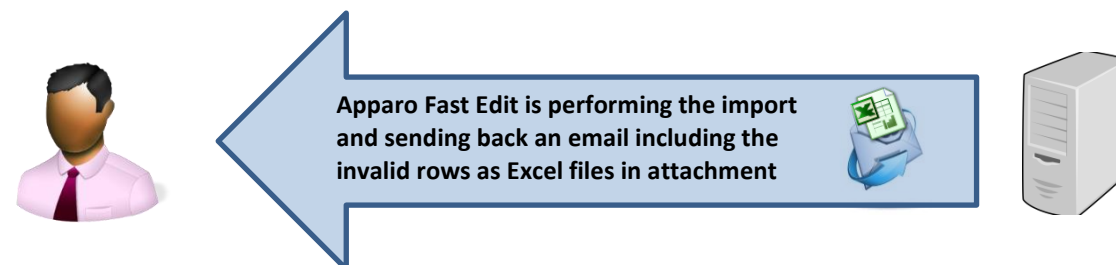 Apparo Fast Edit is performing the import
and sending back an email including the
invalid rows as Excel files in attachment